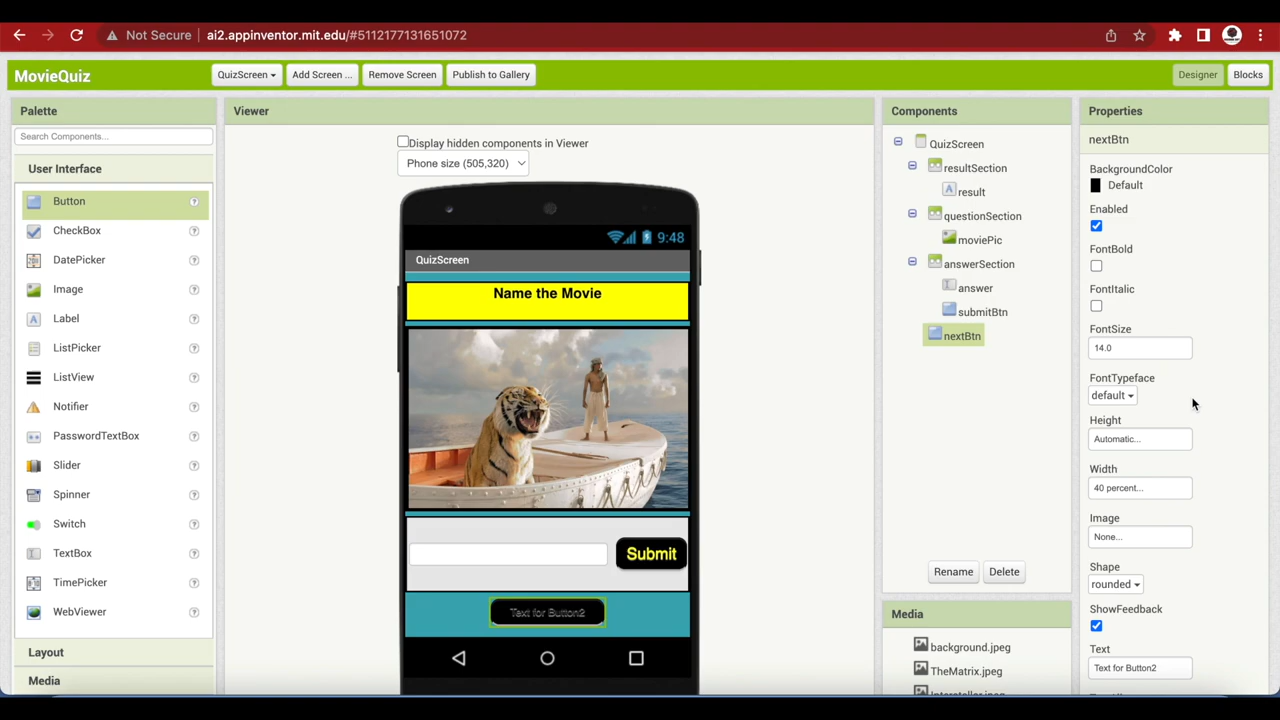 Not Secure ai2.appinventor.mit.edu/#5112177131651072
MovieQuiz
QuizScreen
Add Screen ...
Remove Screen
Publish to Gallery
Designer
Blocks
Palette
Search Components...
User Interface
Button ?
CheckBox ?
DatePicker ?
Image ?
Label ?
ListPicker ?
ListView ?
Notifier ?
PasswordTextBox ?
Slider ?
Spinner ?
Switch ?
TextBox ?
TimePicker ?
WebViewer ?
Layout
Media
Viewer
Display hidden components in Viewer
Phone size (505,320)
9:48
QuizScreen
Name the Movie
Submit
Text for Button2
Components
QuizScreen
resultSection
A result
questionSection
moviePic
answerSection
answer
submitBtn
nextBtn
Rename
Delete
Media
background.jpeg
TheMatrix.jpeg
Interstellar.jpeg
Properties
nextBtn
BackgroundColor
Default
Enabled
FontBold
FontItalic
FontSize
14.0
FontTypeface
default
Height
Automatic...
Width
40 percent...
Image
None...
Shape
rounded
ShowFeedback
Text
Text for Button2